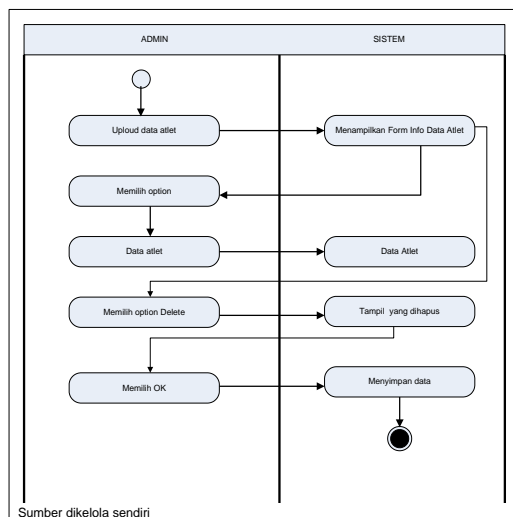 ADMIN
SISTEM
Uploud data atlet
Menampilkan Form Info Data Atlet
Memilih option
Data atlet
Data Atlet
Memilih option Delete
Tampil yang dihapus
Memilih OK
Menyimpan data
Sumber dikelola sendiri